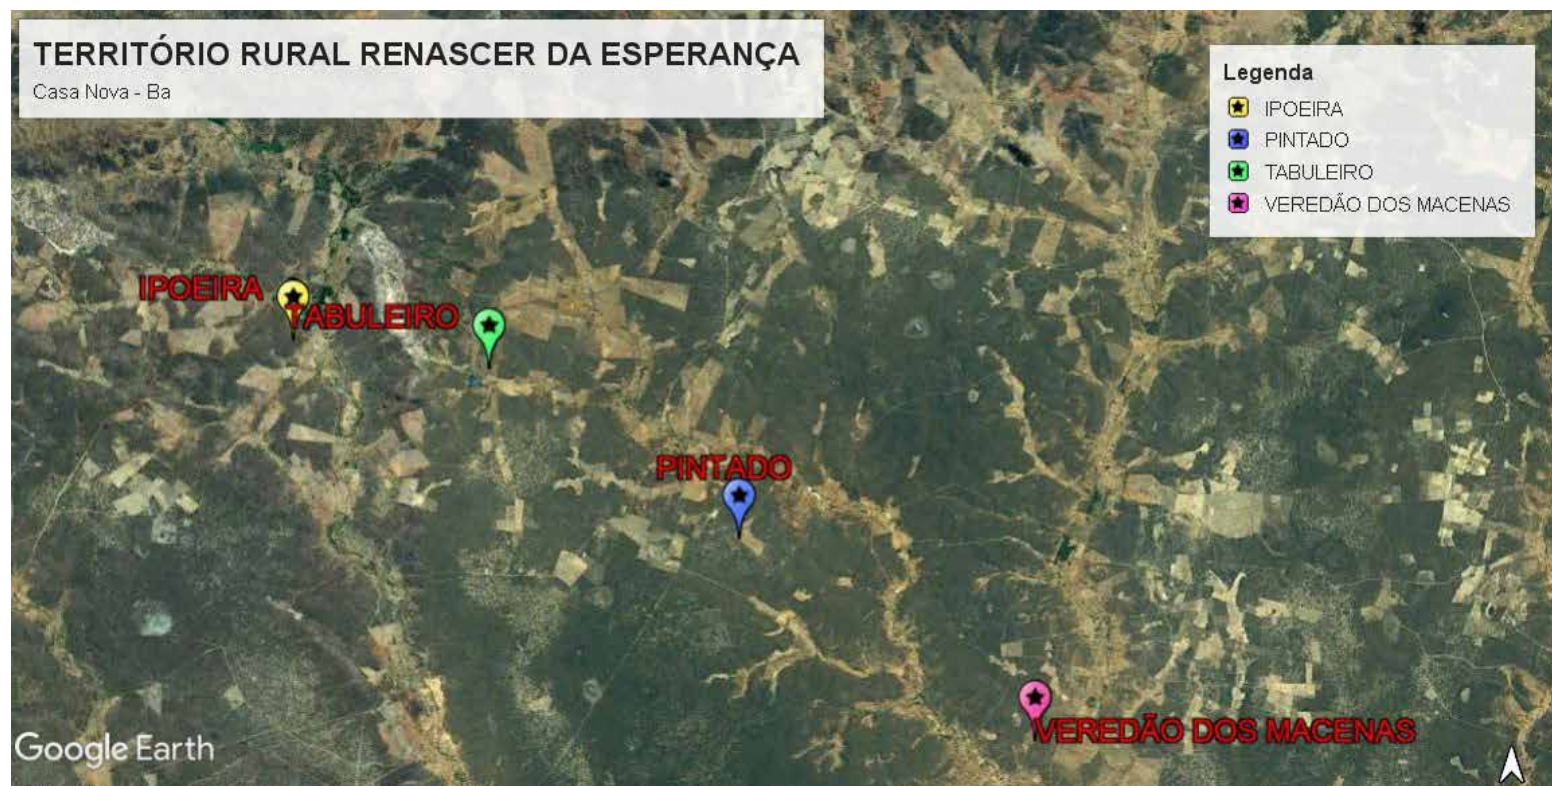 TERRITÓRIO RURAL RENASCER DA ESPERANÇA
Casa Nova - Ba
Legenda
IPOEIRA
PINTADO
TABULEIRO
VEREDÃO DOS MACENAS
IPOEIRA
TABULEIRO
PINTADO
VEREDÃO DOS MACENAS
Google Earth